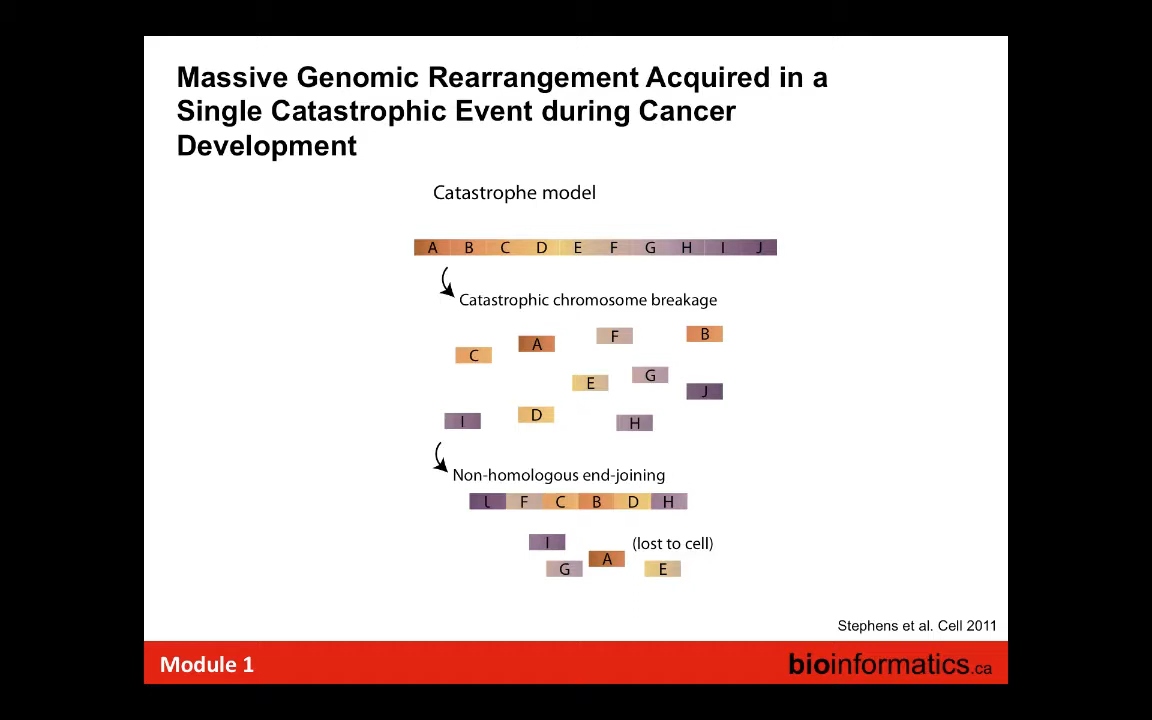 Massive Genomic Rearrangement Acquired in a
Single Catastrophic Event during Cancer
Development
Catastrophe model
A B C D E F G H I J
Catastrophic chromosome breakage
C A F B
E G J
I D H
Non-homologous end-joining
F C B D H
I (lost to cell)
G A E
Stephens et al. Cell 2011
Module 1
bioinformatics.ca